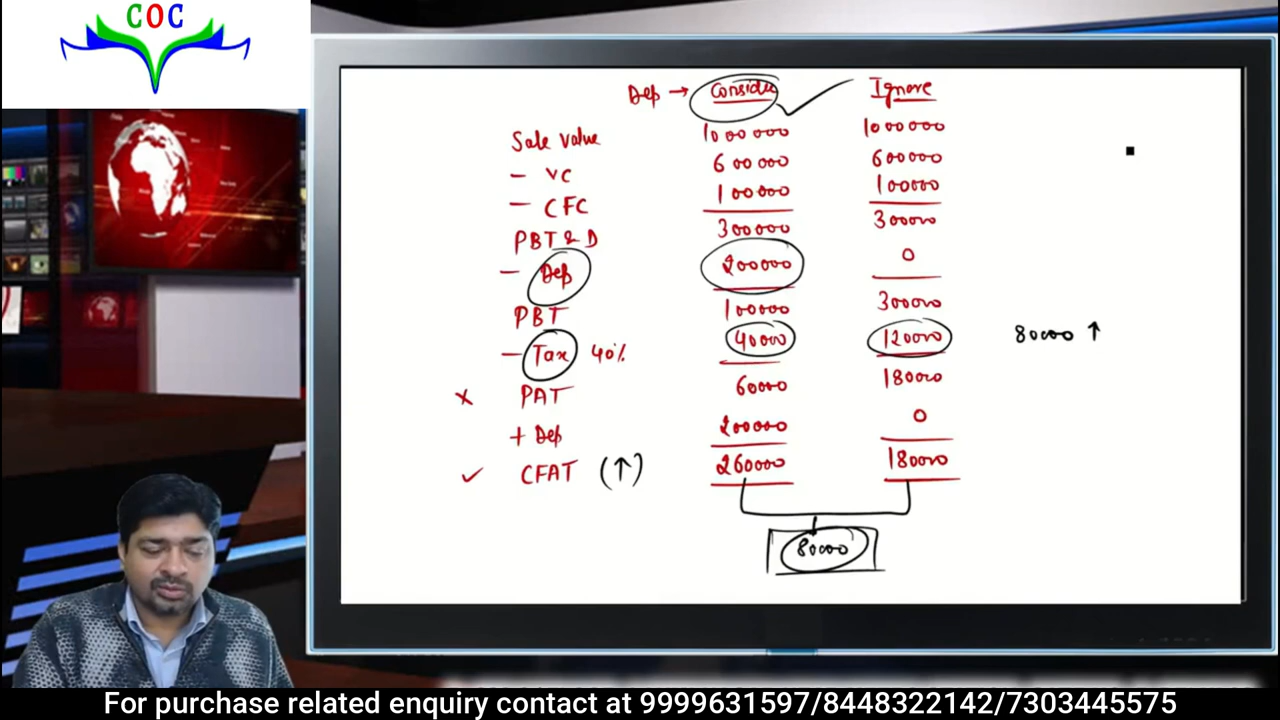 COC
Dep → Conside Ignore
Sale value 1000000 1000000
- VC 600000 600000
- CFC 100000 100000
PBT & D 300000 300000
- Dep 200000 0
PBT 100000 300000
- Tax 40% 40000 120000 80000 ↑
x PAT 60000 180000
+ Dep 200000 0
✓ CFAT (↑) 260000 180000
80000
For purchase related enquiry contact at 9999631597/8448322142/7303445575